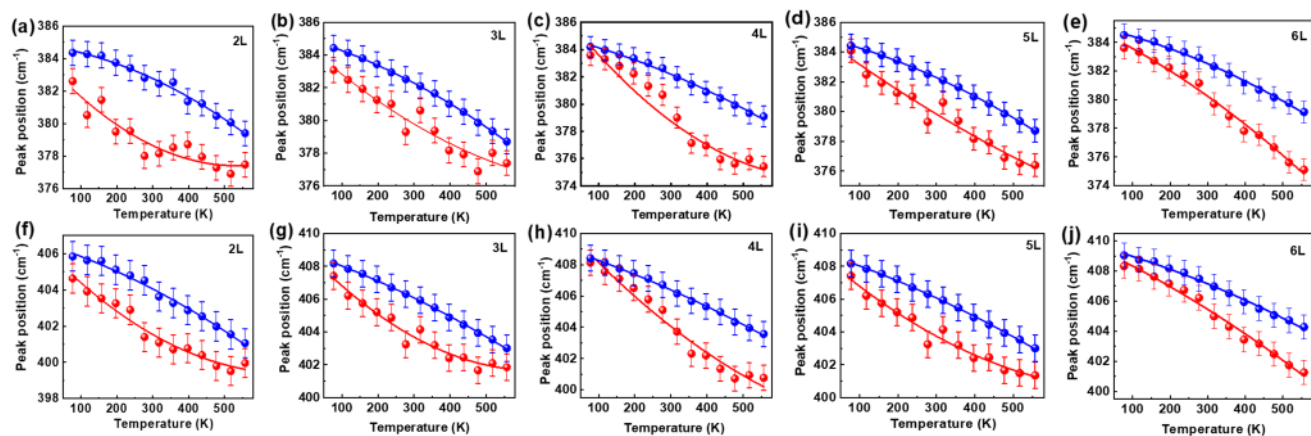 (a) 2L
Peak position (cm⁻¹)
386
384
382
380
378
376
100 200 300 400 500
Temperature (K)
(b) 3L
Peak position (cm⁻¹)
386
384
382
380
378
376
100 200 300 400 500
Temperature (K)
(c) 4L
Peak position (cm⁻¹)
386
384
382
380
378
376
374
100 200 300 400 500
Temperature (K)
(d) 5L
Peak position (cm⁻¹)
386
384
382
380
378
376
100 200 300 400 500
Temperature (K)
(e) 6L
Peak position (cm⁻¹)
384
382
380
378
376
374
100 200 300 400 500
Temperature (K)
(f) 2L
Peak position (cm⁻¹)
406
404
402
400
398
100 200 300 400 500
Temperature (K)
(g) 3L
Peak position (cm⁻¹)
410
408
406
404
402
400
100 200 300 400 500
Temperature (K)
(h) 4L
Peak position (cm⁻¹)
410
408
406
404
402
400
100 200 300 400 500
Temperature (K)
(i) 5L
Peak position (cm⁻¹)
410
408
406
404
402
400
100 200 300 400 500
Temperature (K)
(j) 6L
Peak position (cm⁻¹)
410
408
406
404
402
400
100 200 300 400 500
Temperature (K)